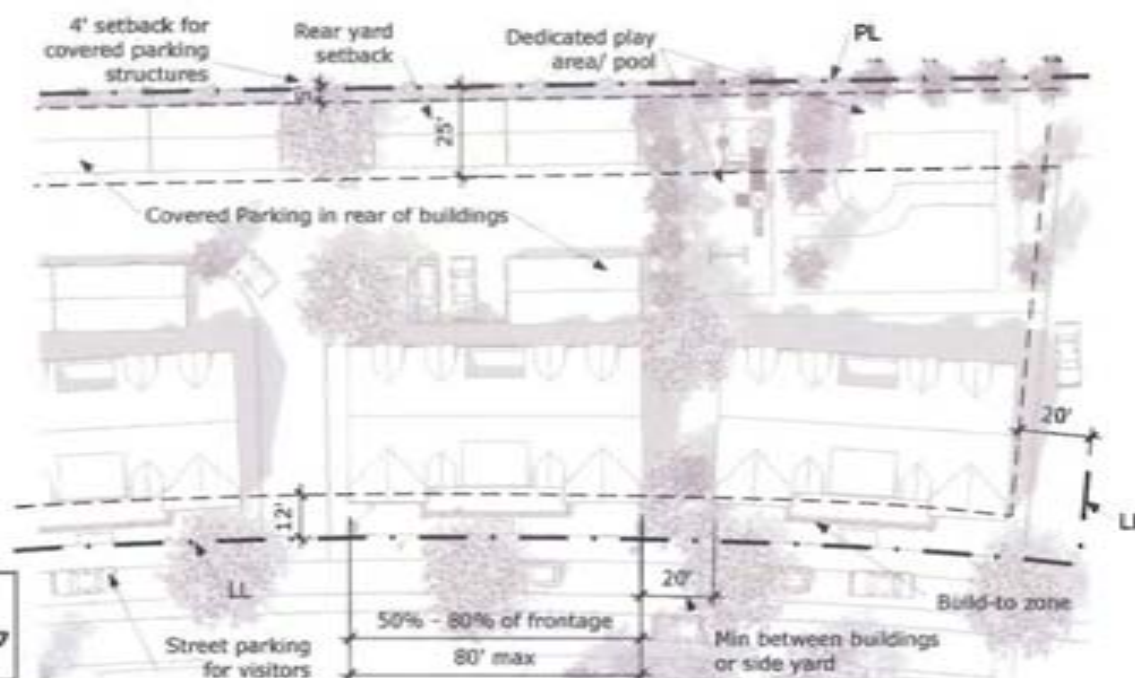 4' setback for
covered parking
structures
Rear yard
setback
Dedicated play
area/ pool
PL
25'
Covered Parking in rear of buildings
20'
12'
LL
LL
20'
50% - 80% of frontage
80' max
Street parking
for visitors
Min between buildings
or side yard
Build-to zone